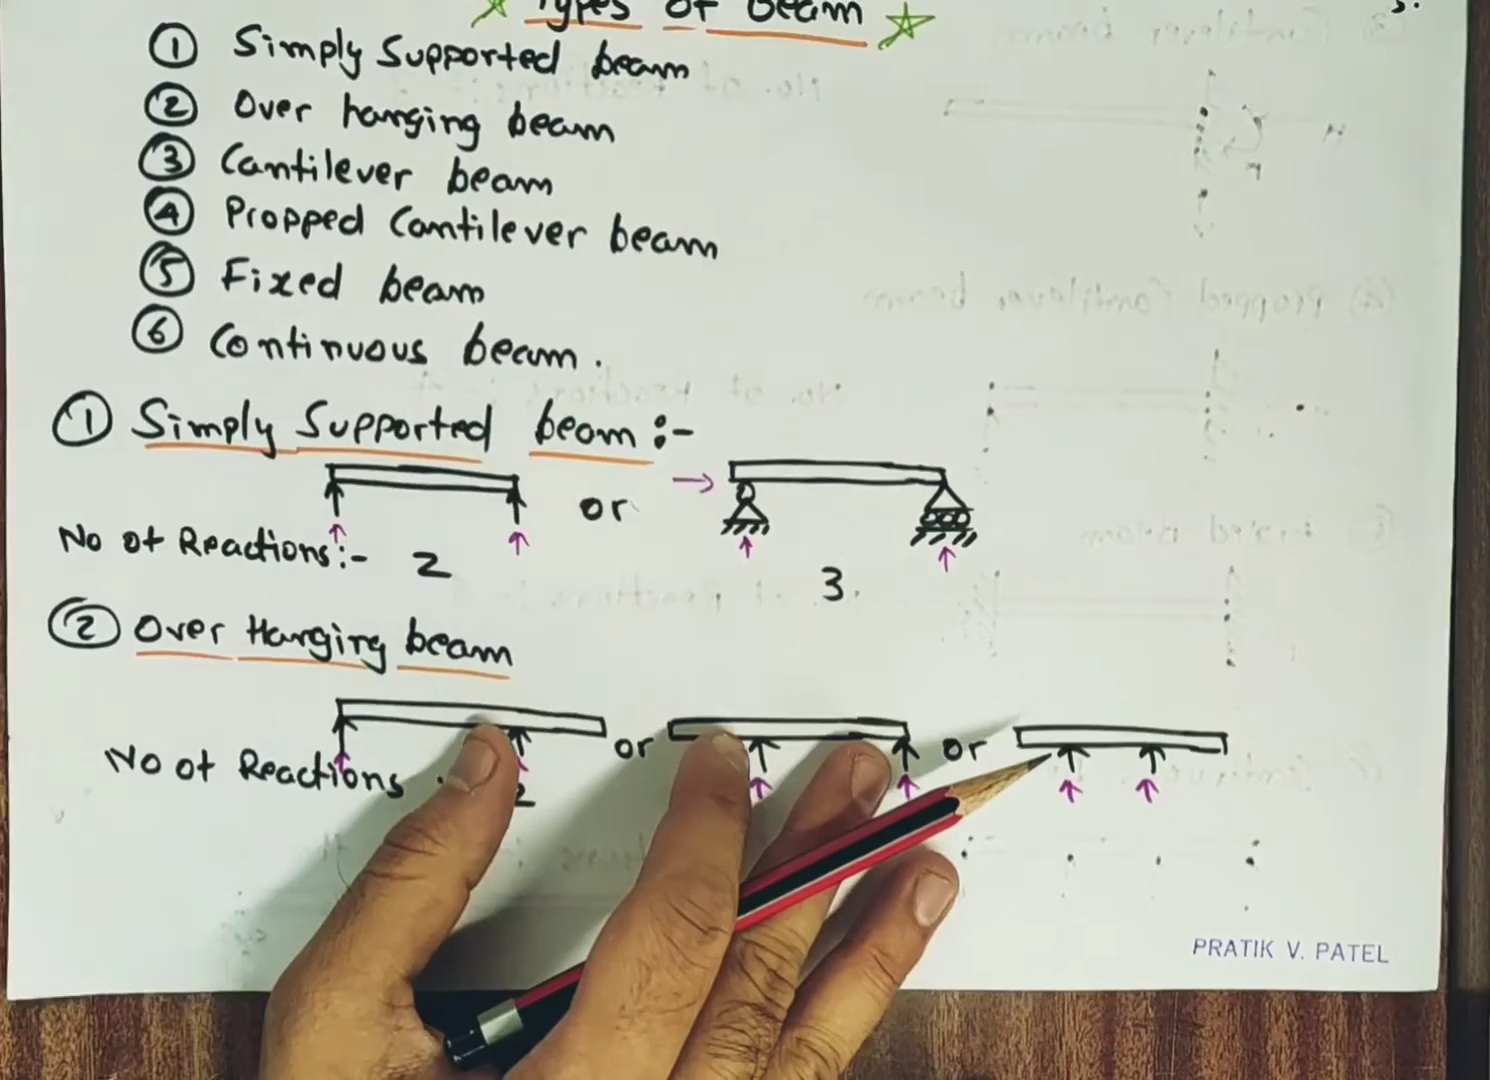 Types of Beam
① Simply Supported beam
② Over hanging beam
③ Cantilever beam
④ Propped Cantilever beam
⑤ Fixed beam
⑥ Continuous beam.
① Simply Supported beam :-
or
No of Reactions :- 2
3.
② Over Hanging beam
or
or
No of Reactions
2
PRATIK V. PATEL